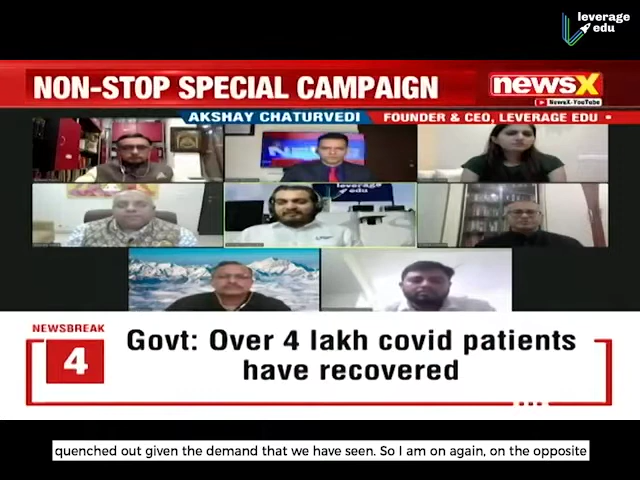 leverage
edu
NON-STOP SPECIAL CAMPAIGN
newsX
NewsX-YouTube
AKSHAY CHATURVEDI
FOUNDER & CEO, LEVERAGE EDU
leverage
edu
NEWSBREAK
4
Govt: Over 4 lakh covid patients
have recovered
quenched out given the demand that we have seen. So I am on again, on the opposite